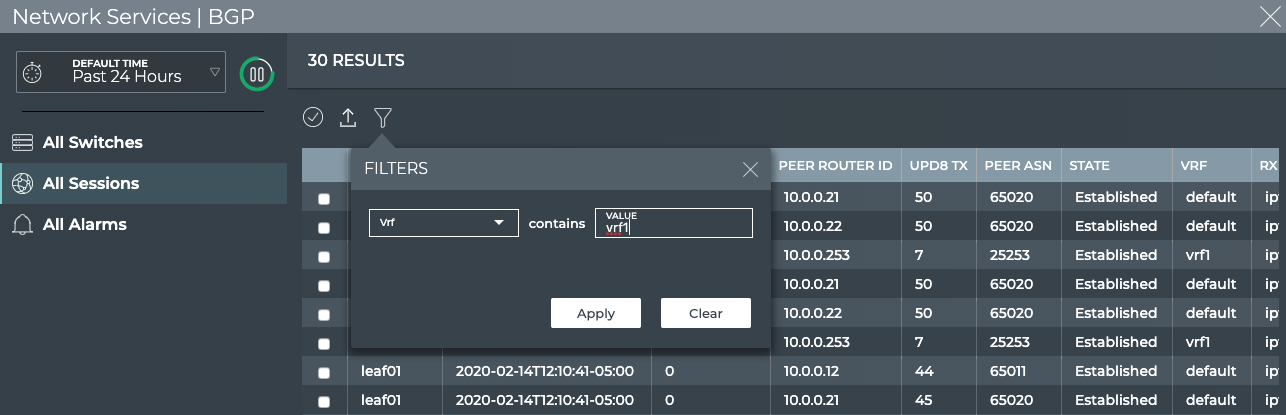 Network Services | BGP
DEFAULT TIME
Past 24 Hours
30 RESULTS
All Switches
All Sessions
All Alarms
FILTERS
Vrf contains VALUE
vrf1
Apply Clear
PEER ROUTER ID UPD8 TX PEER ASN STATE VRF RX
10.0.0.21 50 65020 Established default ip
10.0.0.22 50 65020 Established default ip
10.0.0.253 7 25253 Established vrf1 ip
10.0.0.21 50 65020 Established default ip
10.0.0.22 50 65020 Established default ip
10.0.0.253 7 25253 Established vrf1 ip
leaf01 2020-02-14T12:10:41-05:00 0 10.0.0.12 44 65011 Established default ip
leaf01 2020-02-14T12:10:41-05:00 0 10.0.0.21 45 65020 Established default ip